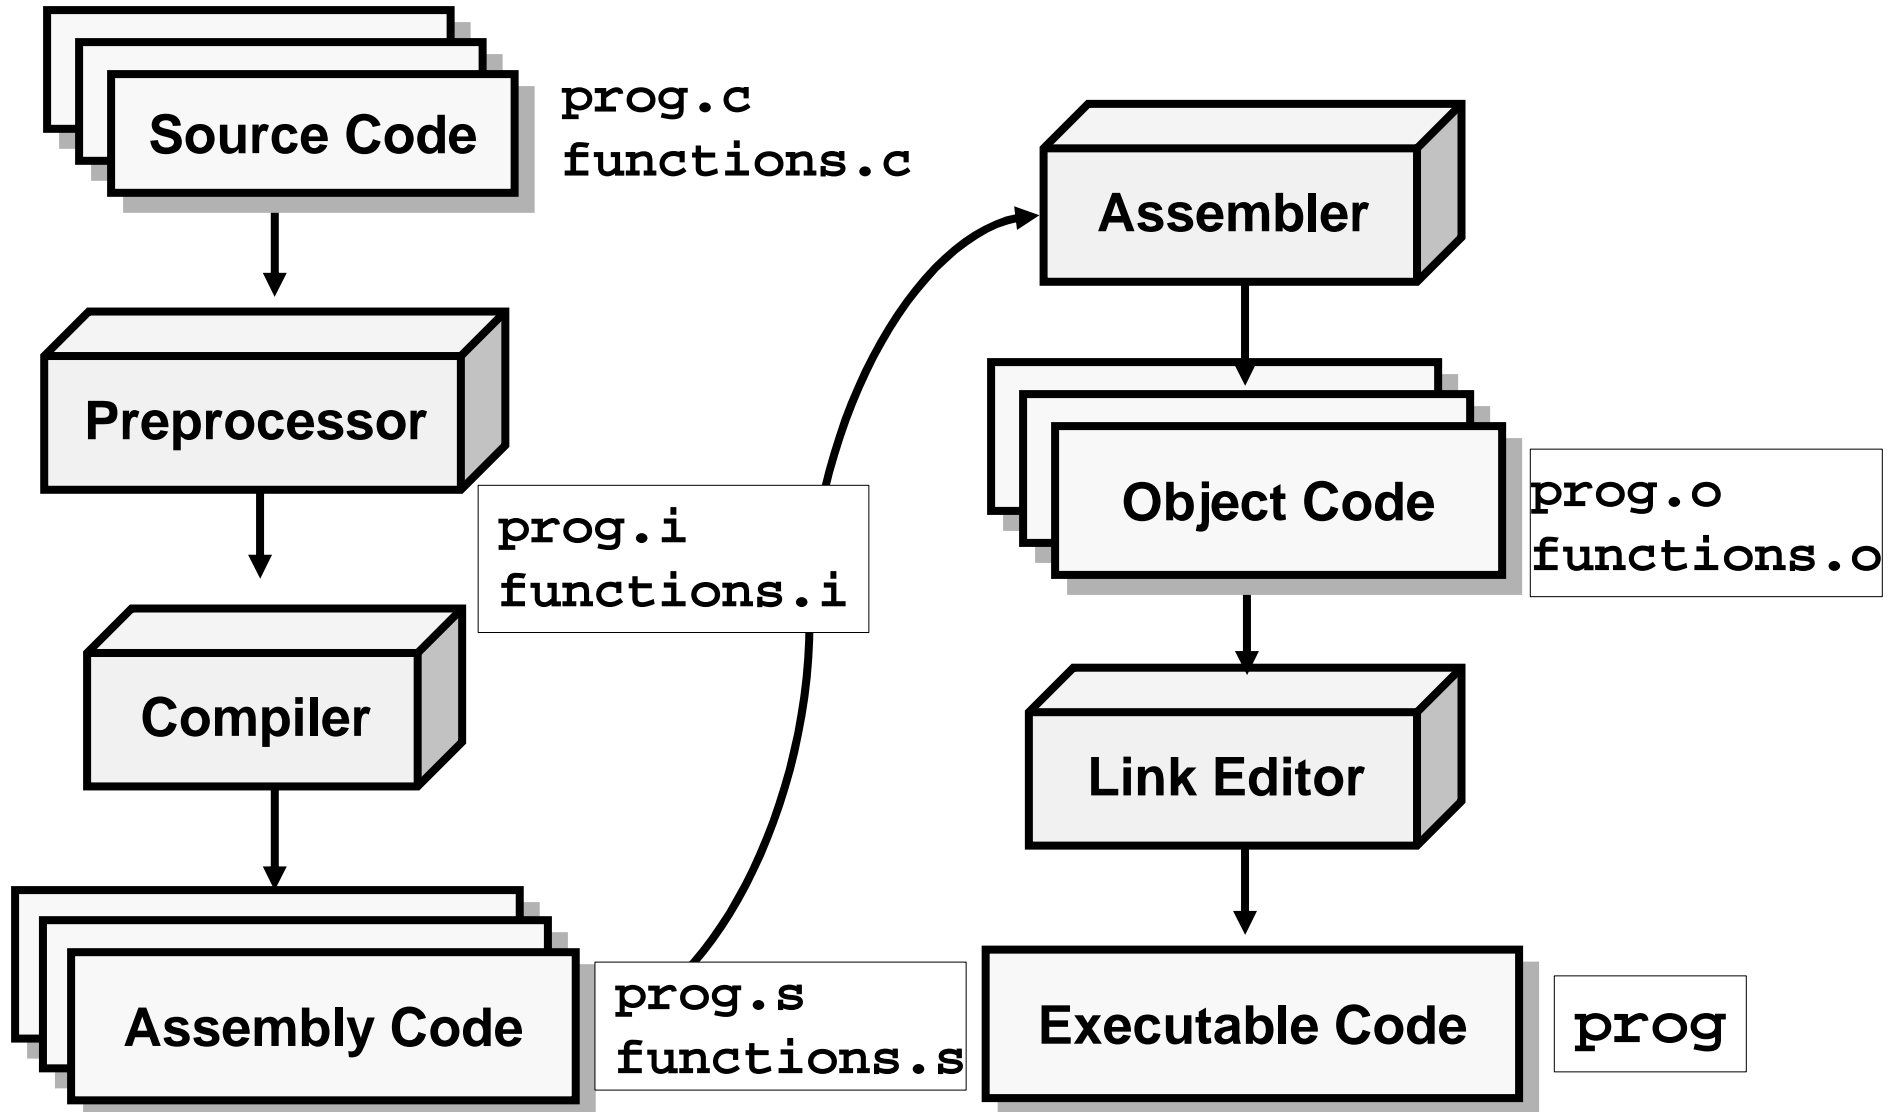 Source Code
prog.c
functions.c
Preprocessor
prog.i
functions.i
Compiler
Assembly Code
prog.s
functions.s
Assembler
Object Code
prog.o
functions.o
Link Editor
Executable Code
prog